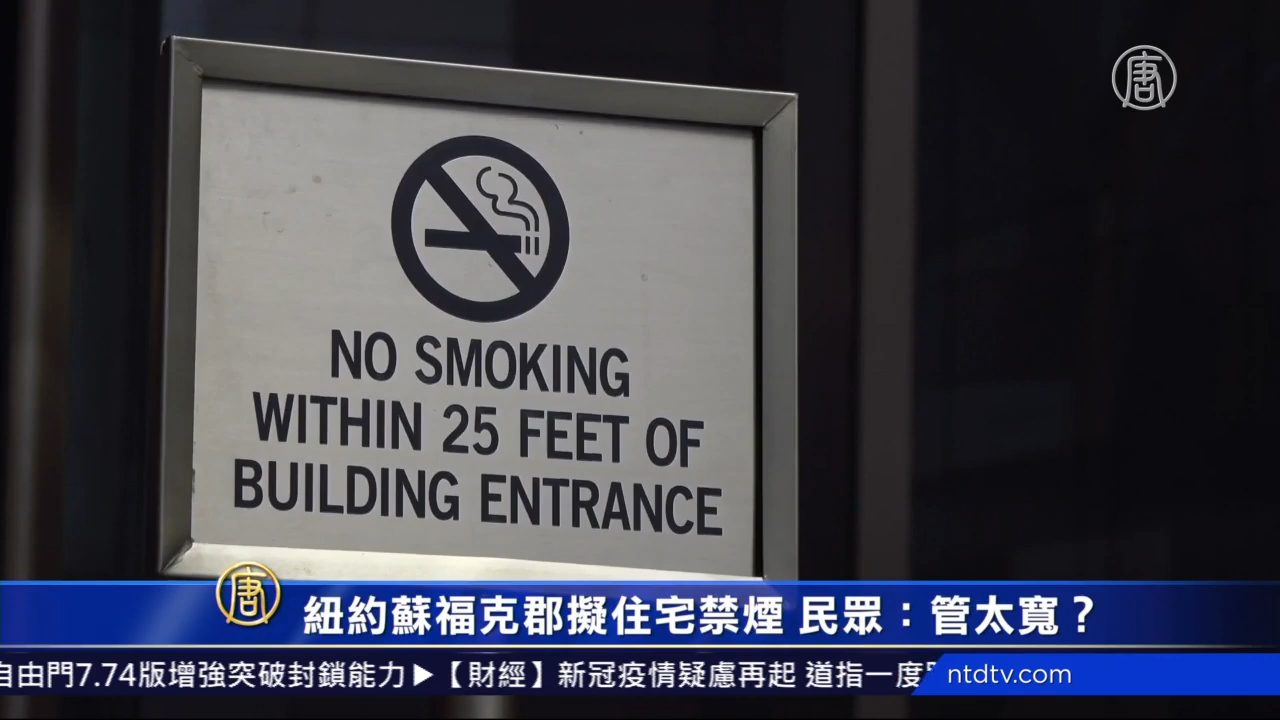 唐
NO SMOKING
WITHIN 25 FEET OF
BUILDING ENTRANCE
唐
紐約蘇福克郡擬住宅禁煙 民眾：管太寬？
自由門7.74版增強突破封鎖能力▶【財經】新冠疫情疑慮再起 道指一度
ntdtv.com